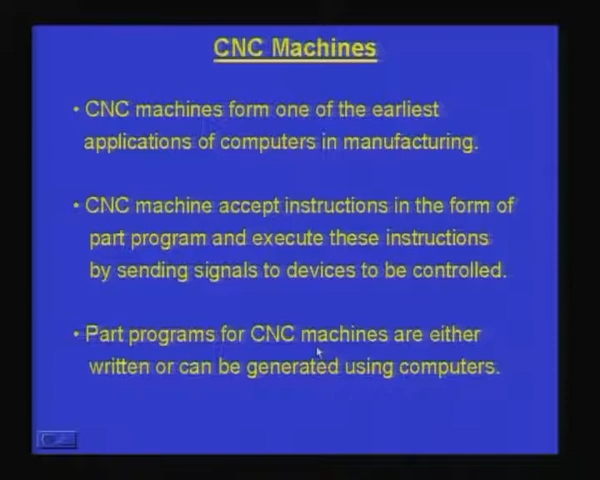 CNC Machines
• CNC machines form one of the earliest
applications of computers in manufacturing.
• CNC machine accept instructions in the form of
part program and execute these instructions
by sending signals to devices to be controlled.
• Part programs for CNC machines are either
written or can be generated using computers.